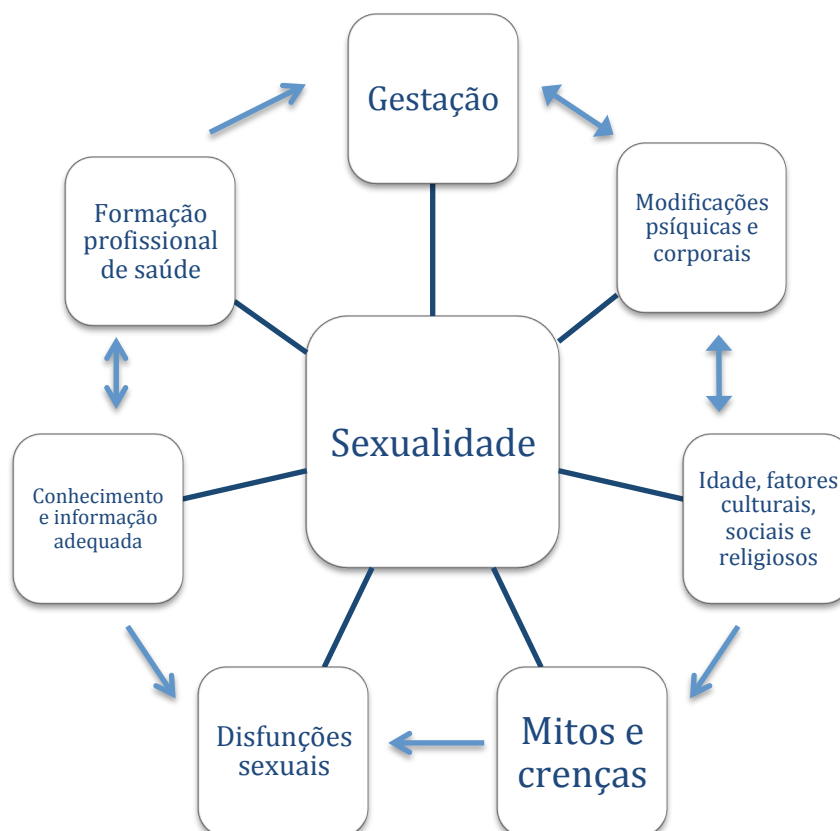 Gestação
Modificações
psíquicas e
corporais
Idade, fatores
culturais,
sociais e
religiosos
Mitos e
crenças
Disfunções
sexuais
Conhecimento
e informação
adequada
Formação
profissional
de saúde
Sexualidade